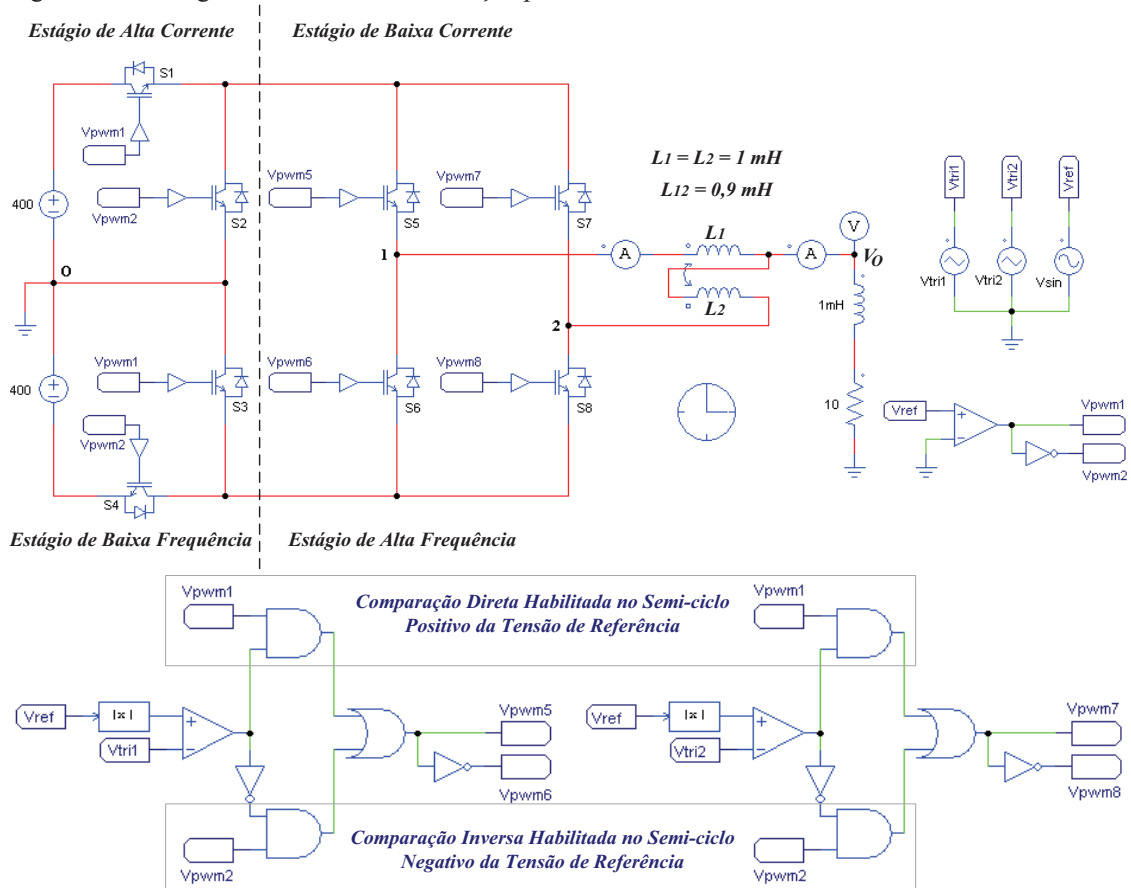 Estágio de Alta Corrente
Estágio de Baixa Corrente
S1
Vpwm1
Vpwm2
S2
Vpwm5
S5
Vpwm7
S7
400
0
1
2
L1 = L2 = 1 mH
L12 = 0,9 mH
L1
L2
A
A
V
VO
1mH
10
Vtri1
Vtri2
Vref
Vtri1
Vtri2
Vsin
400
Vpwm1
S3
Vpwm2
S4
Vpwm6
S6
Vpwm8
S8
Vref
Vpwm1
Vpwm2
Estágio de Baixa Frequência
Estágio de Alta Frequência
Vpwm1
Comparação Direta Habilitada no Semi-ciclo
Positivo da Tensão de Referência
Vpwm1
Vref
|x|
Vtri1
Vpwm5
Vpwm6
Vref
|x|
Vtri2
Vpwm7
Vpwm8
Vpwm2
Comparação Inversa Habilitada no Semi-ciclo
Negativo da Tensão de Referência
Vpwm2